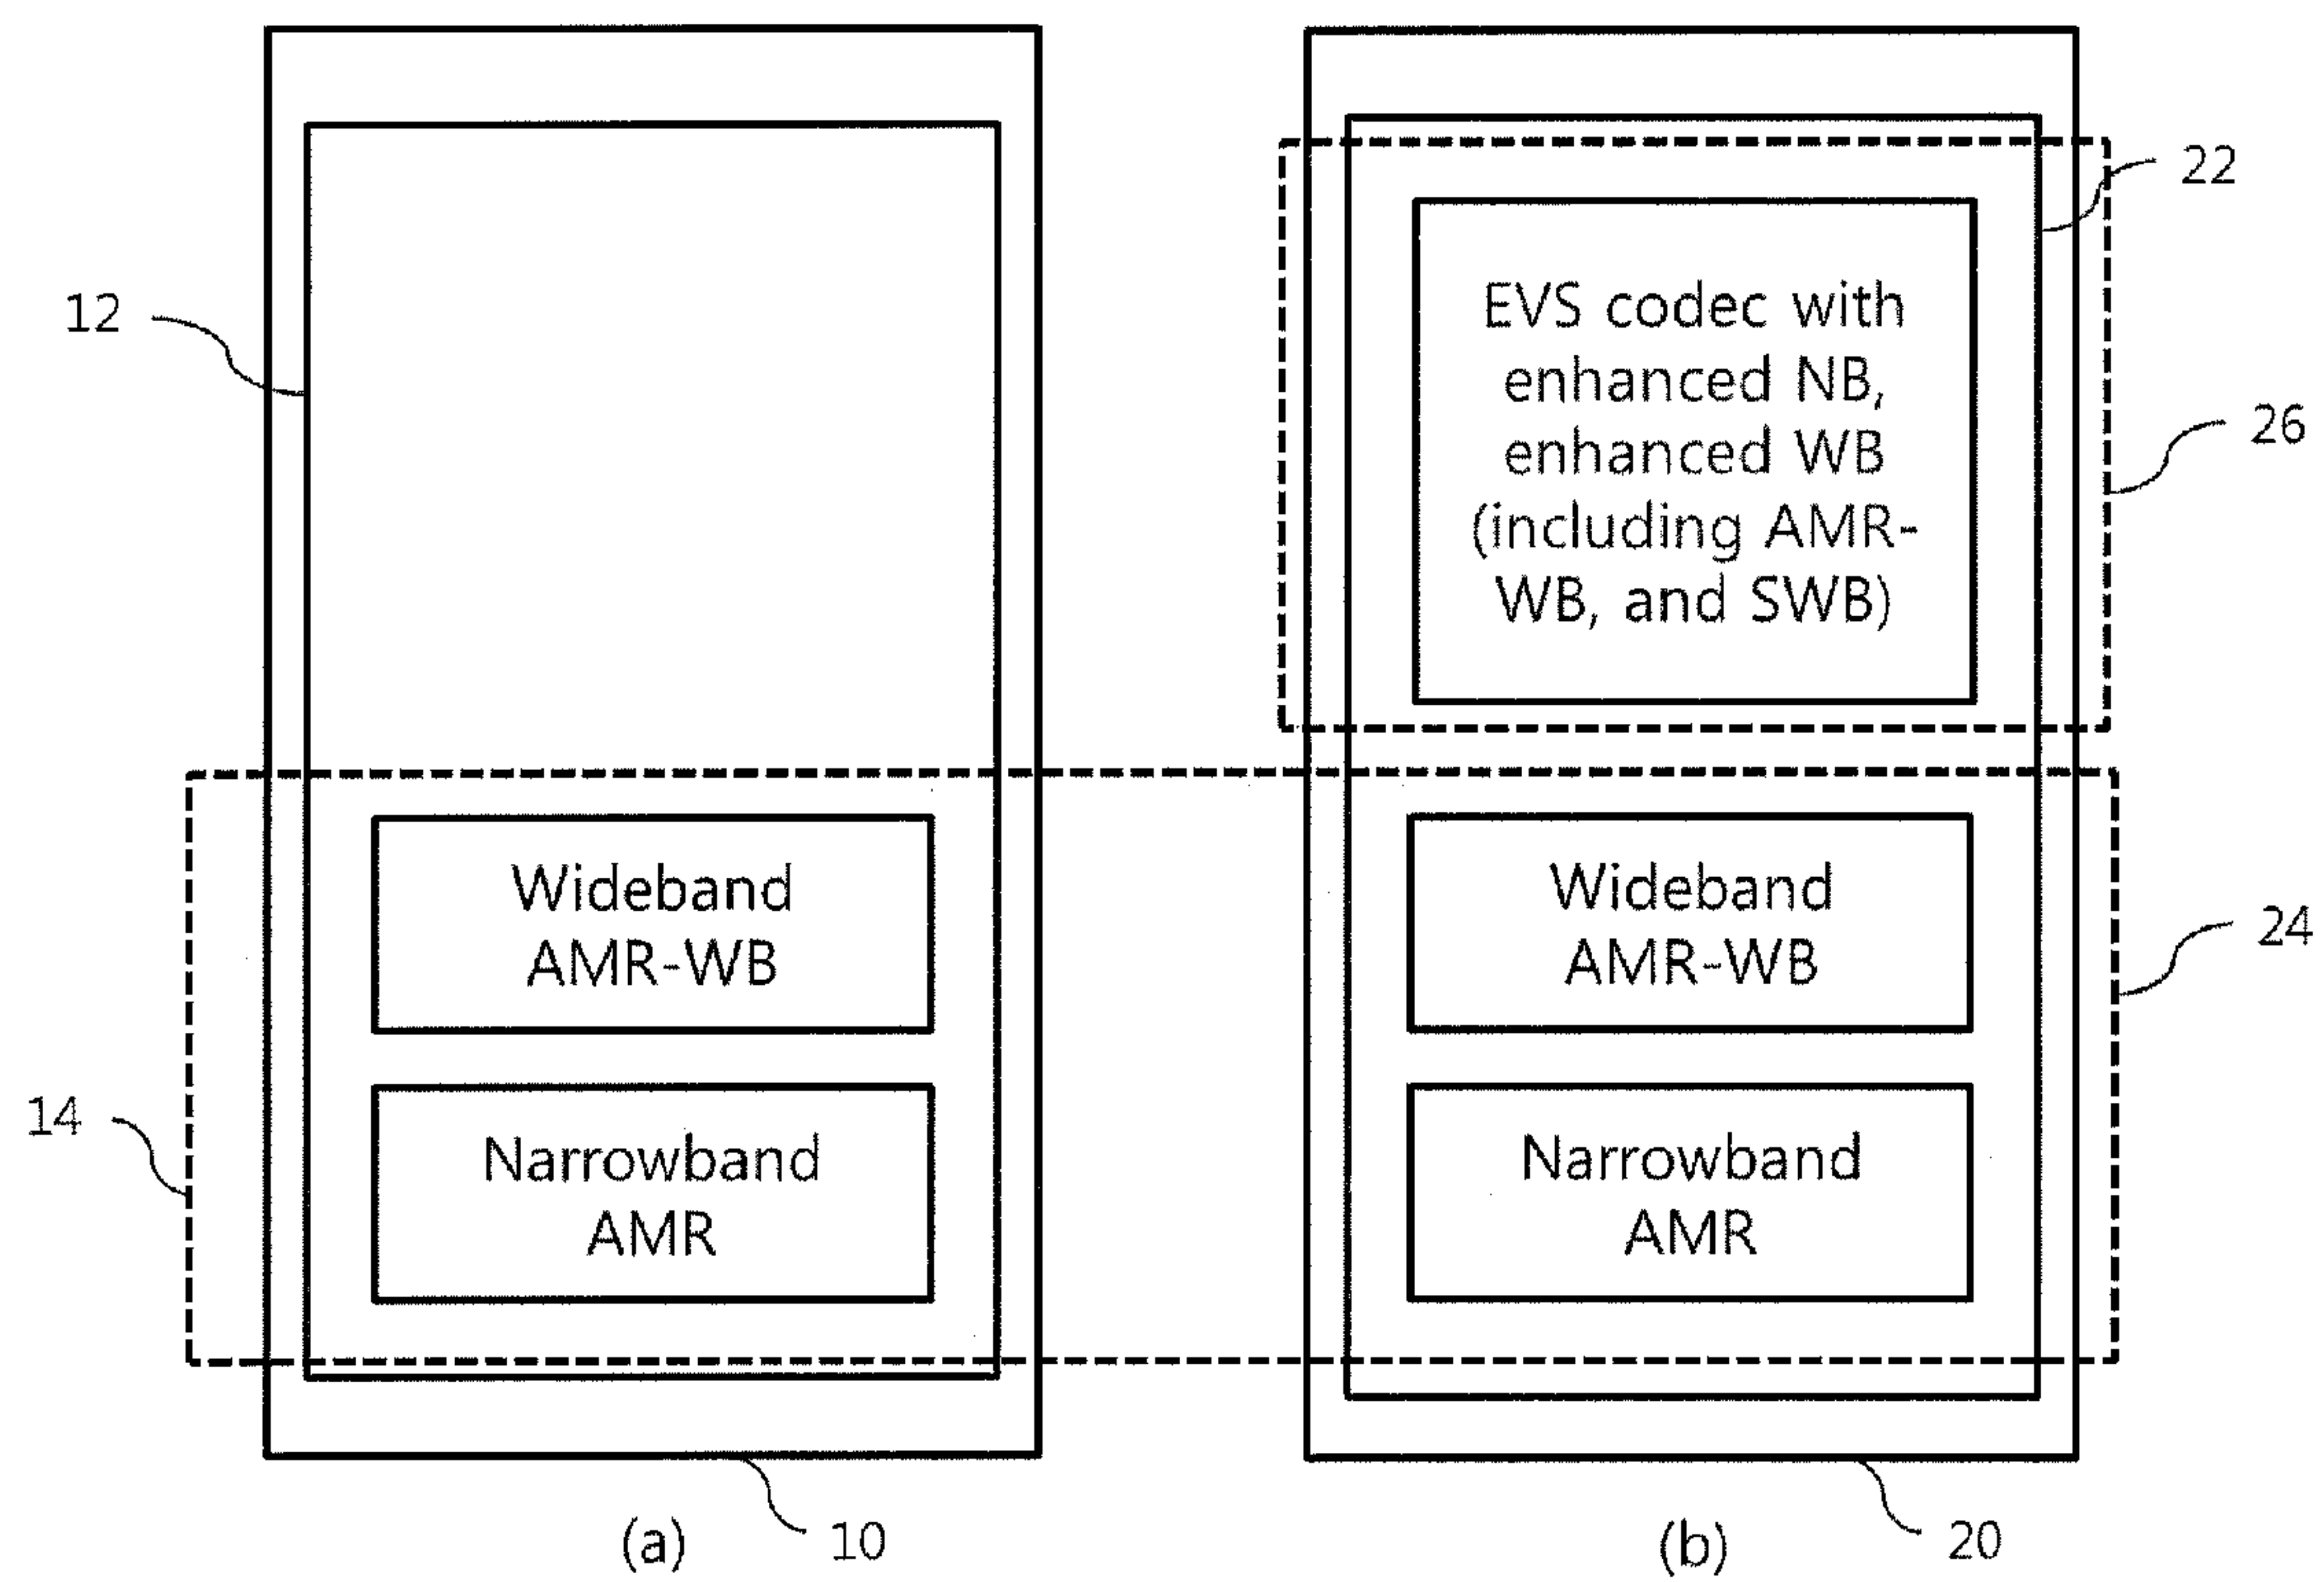 12
22
EVS codec with
enhanced NB,
enhanced WB
(including AMR-
WB, and SWB)
26
Wideband
AMR-WB
Wideband
AMR-WB
24
14
Narrowband
AMR
Narrowband
AMR
(a)
10
(b)
20